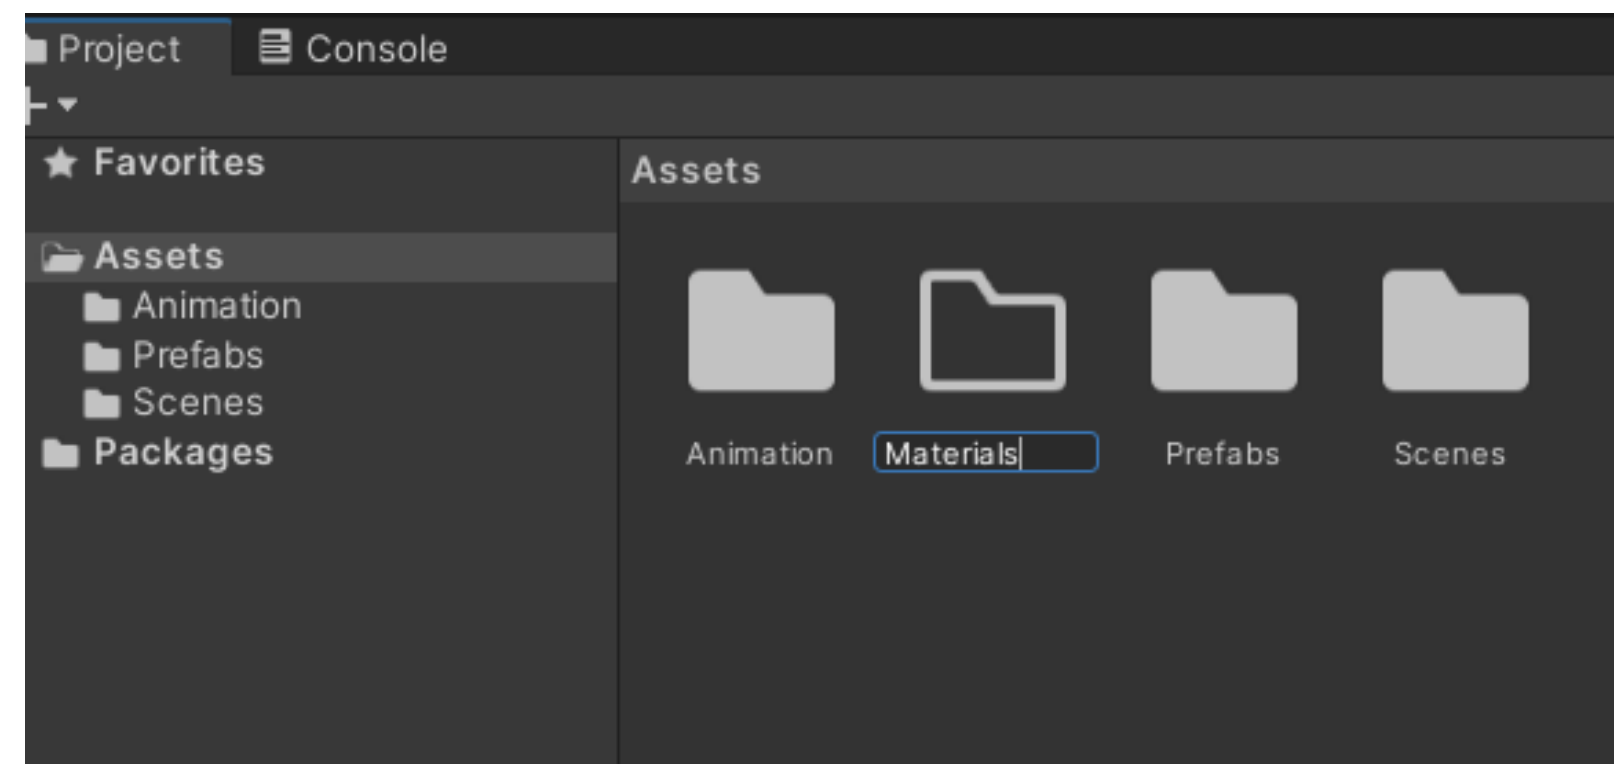 Project
Console
Favorites
Assets
Animation
Prefabs
Scenes
Packages
Assets
Animation
Materials
Prefabs
Scenes